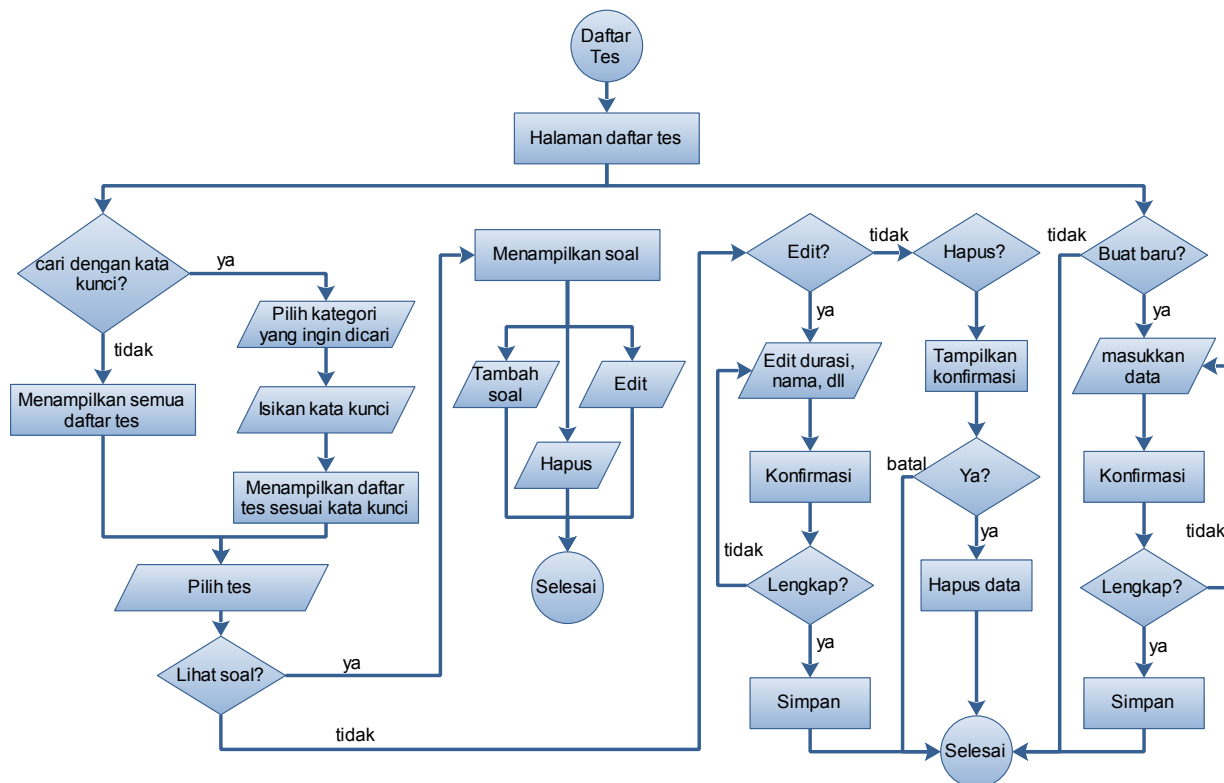 Daftar
Tes
Halaman daftar tes
cari dengan kata
kunci?
ya
tidak
Pilih kategori
yang ingin dicari
Isikan kata kunci
Menampilkan semua
daftar tes
Menampilkan daftar
tes sesuai kata kunci
Pilih tes
Lihat soal?
ya
tidak
Menampilkan soal
Tambah
soal
Hapus
Edit
Selesai
Edit?
tidak
ya
Edit durasi,
nama, dll
Konfirmasi
tidak
Lengkap?
ya
Simpan
Hapus?
Tampilkan
konfirmasi
batal
Ya?
ya
Hapus data
Selesai
tidak
Buat baru?
ya
masukkan
data
Konfirmasi
tidak
Lengkap?
ya
Simpan